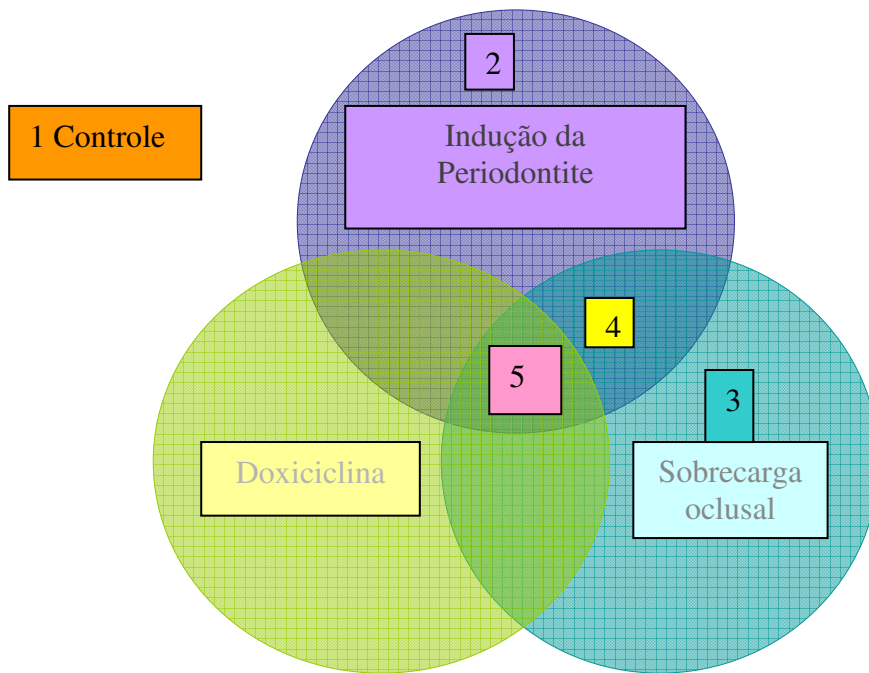 2
1 Controle
Indução da
Periodontite
4
5
3
Doxiciclina
Sobrecarga
oclusal